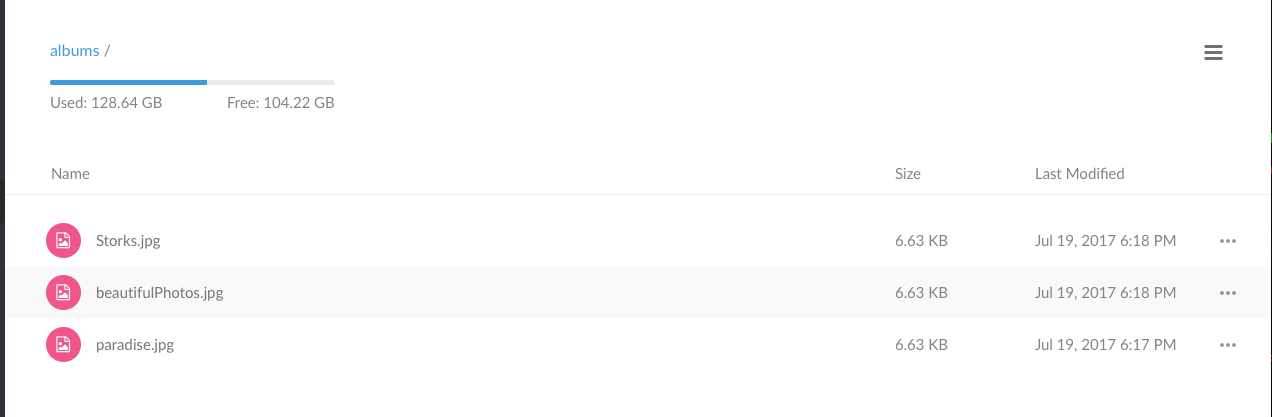 albums /
Used: 128.64 GB Free: 104.22 GB
Name Size Last Modified
Storks.jpg 6.63 KB Jul 19, 2017 6:18 PM
beautifulPhotos.jpg 6.63 KB Jul 19, 2017 6:18 PM
paradise.jpg 6.63 KB Jul 19, 2017 6:17 PM